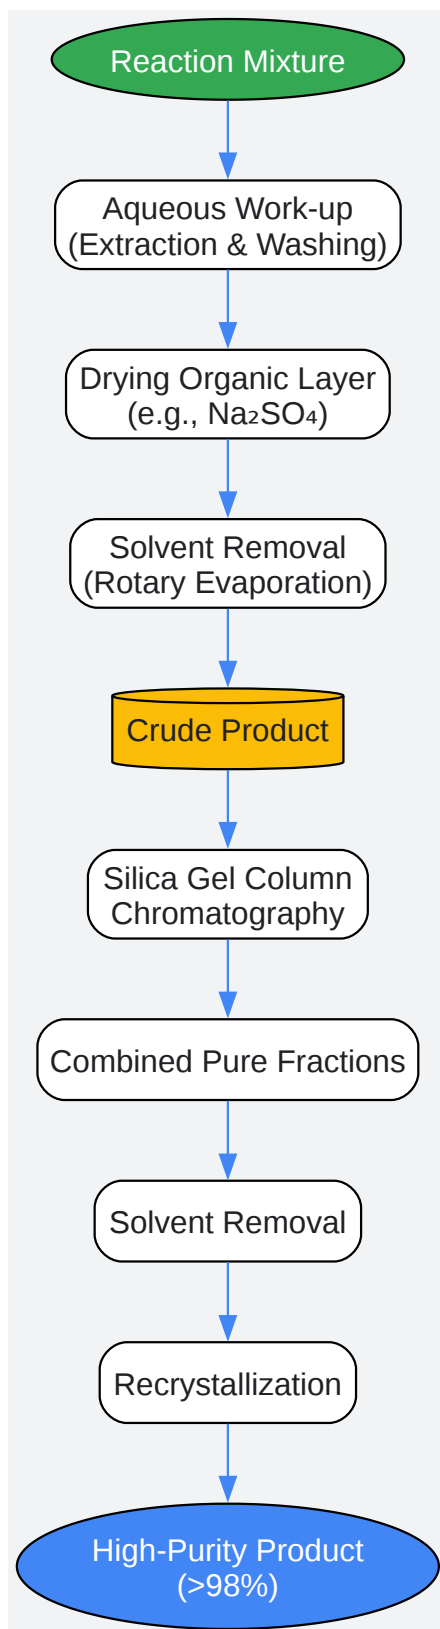 Reaction Mixture
Aqueous Work-up
(Extraction & Washing)
Drying Organic Layer
(e.g., Na₂SO₄)
Solvent Removal
(Rotary Evaporation)
Crude Product
Silica Gel Column
Chromatography
Combined Pure Fractions
Solvent Removal
Recrystallization
High-Purity Product
(>98%)